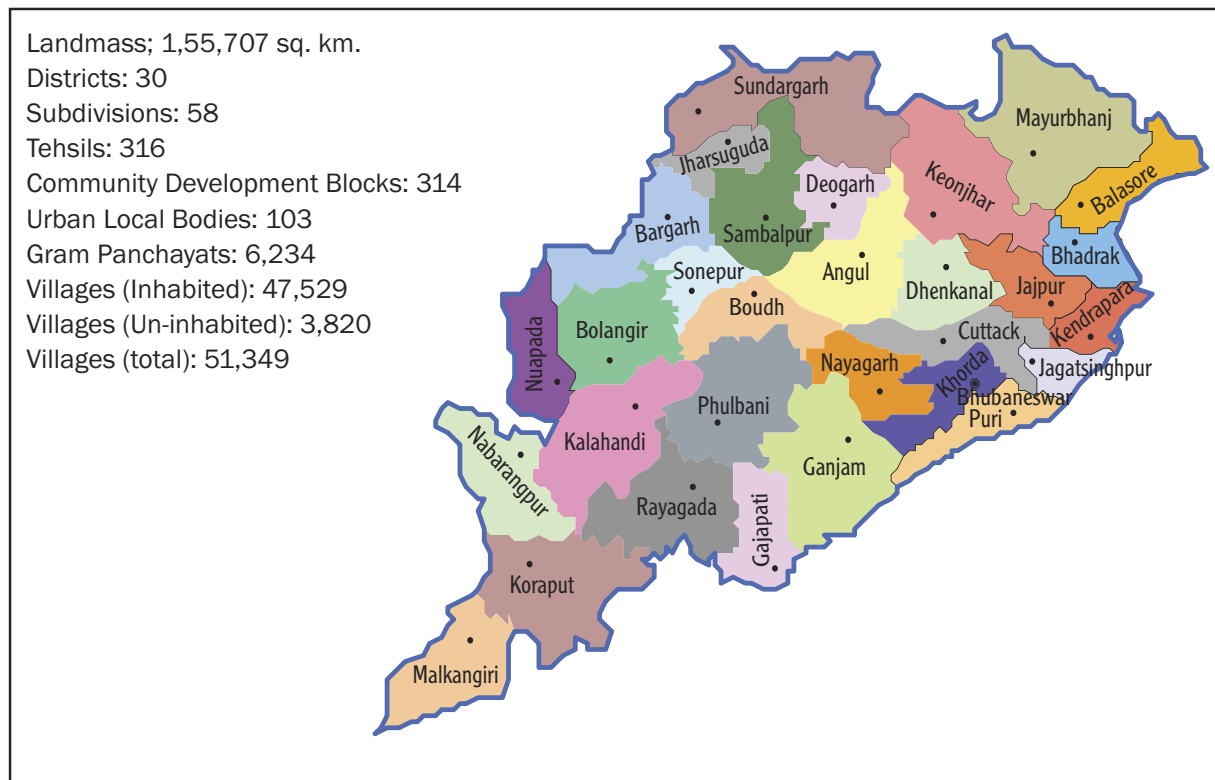 Landmass; 1,55,707 sq. km.
Districts: 30
Subdivisions: 58
Tehsils: 316
Community Development Blocks: 314
Urban Local Bodies: 103
Gram Panchayats: 6,234
Villages (Inhabited): 47,529
Villages (Un-inhabited): 3,820
Villages (total): 51,349
Sundargarh
Mayurbhanj
Jharsuguda
Keonjhar
Deogarh
Balasore
Bargarh
Sambalpur
Bhadrak
Sonepur
Angul
Dhenkanal
Jajpur
Kendrapara
Boudh
Bolangir
Cuttack
Nuapada
Nayagarh
Khorda
Jagatsinghpur
Bhubaneswar
Puri
Phulbani
Kalahandi
Ganjam
Nabarangpur
Rayagada
Gajapati
Koraput
Malkangiri